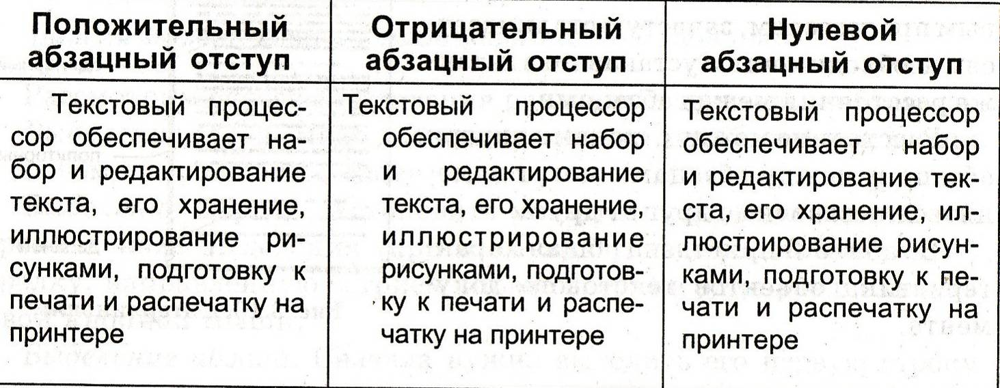 Положительный
абзацный отступ
Отрицательный
абзацный отступ
Нулевой
абзацный отступ
Текстовый процес-
сор обеспечивает на-
бор и редактирование
текста, его хранение,
иллюстрирование ри-
сунками, подготовку к
печати и распечатку на
принтере
Текстовый процессор
обеспечивает набор
и редактирование
текста, его хранение,
иллюстрирование
рисунками, подготов-
ку к печати и распе-
чатку на принтере
Текстовый процессор
обеспечивает набор
и редактирование тек-
ста, его хранение, ил-
люстрирование рисун-
ками, подготовку к пе-
чати и распечатку на
принтере